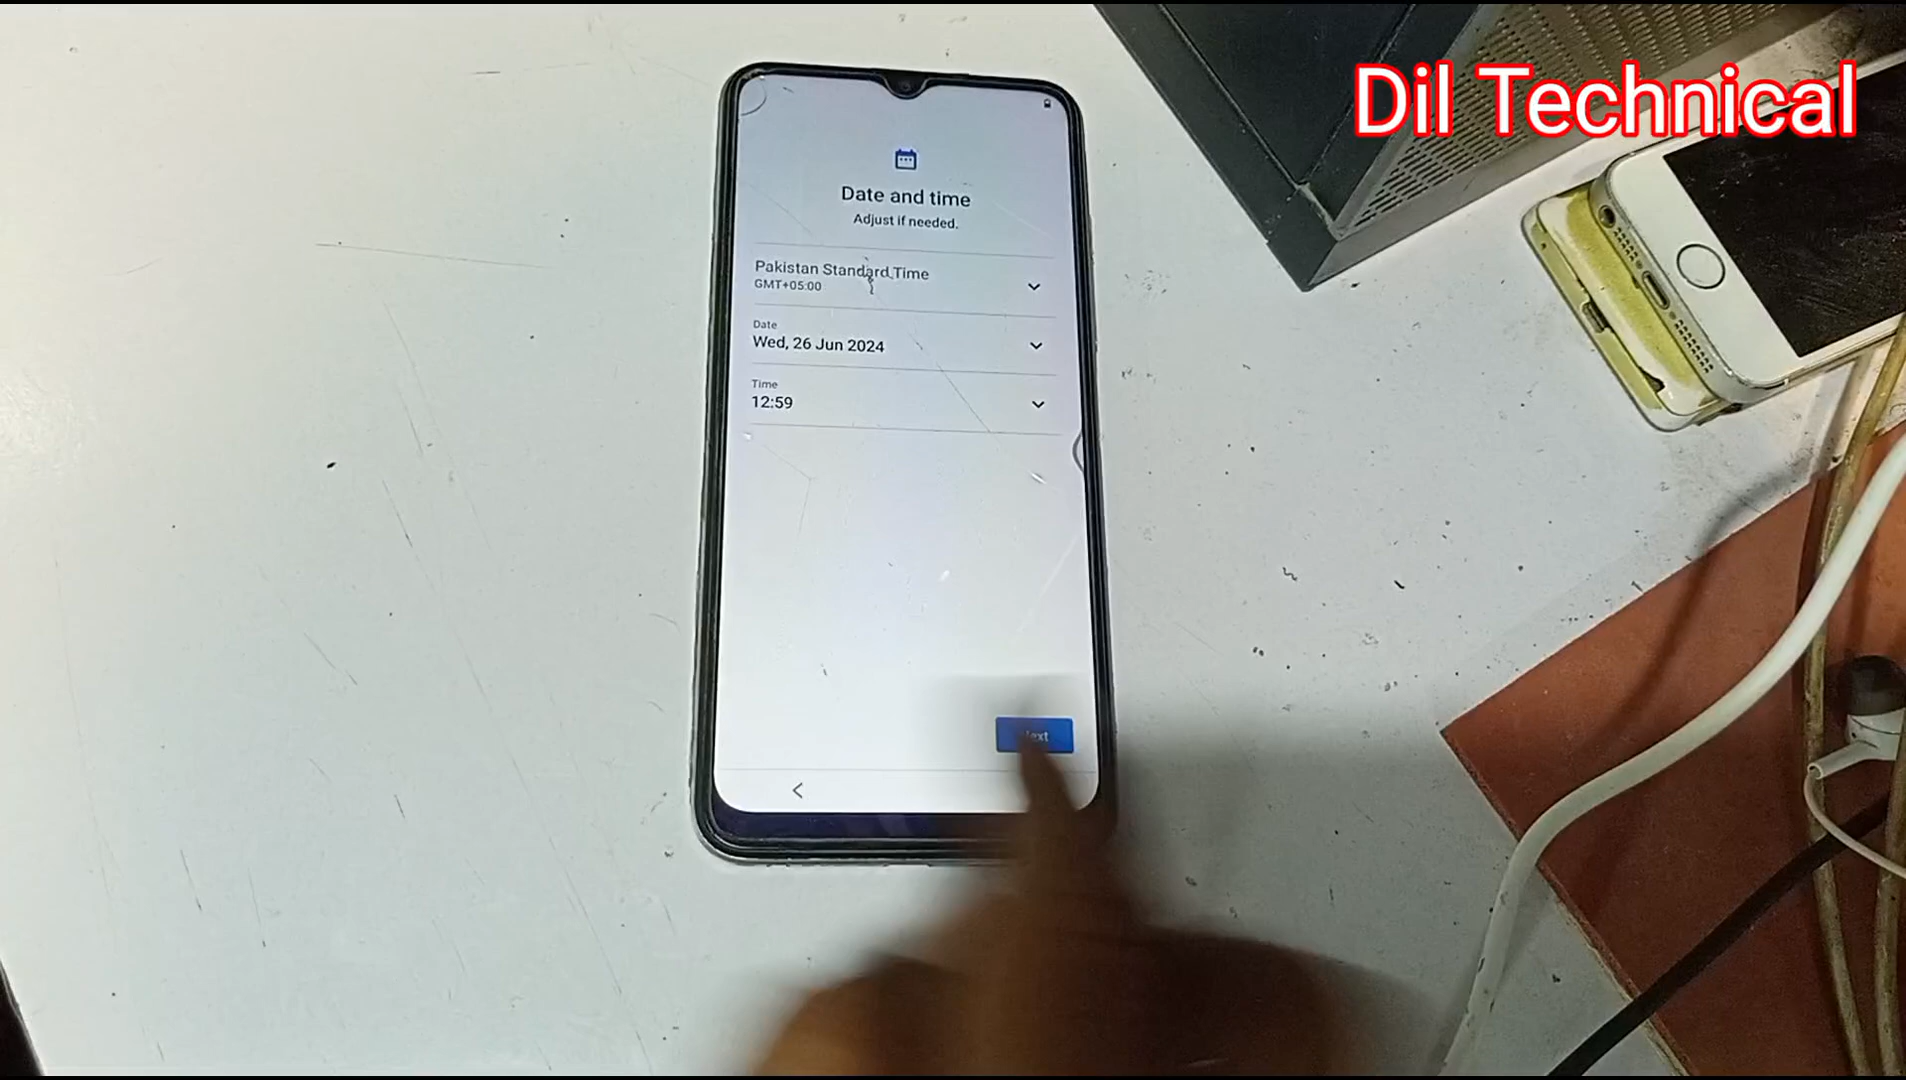 Dil Technical
Date and time
Adjust if needed.
Pakistan Standard Time
GMT+05:00
Date
Wed, 26 Jun 2024
Time
12:59
Next